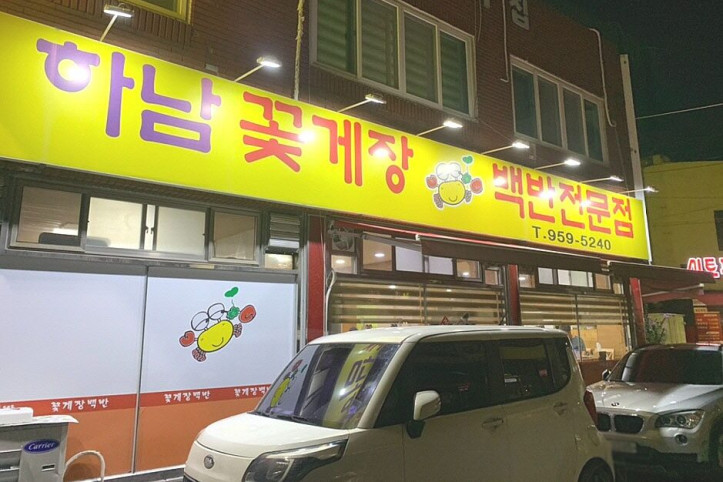 하남 꽃게장 백반전문점
T.959-5240
꽃게장백반 꽃게장백반
Carrier